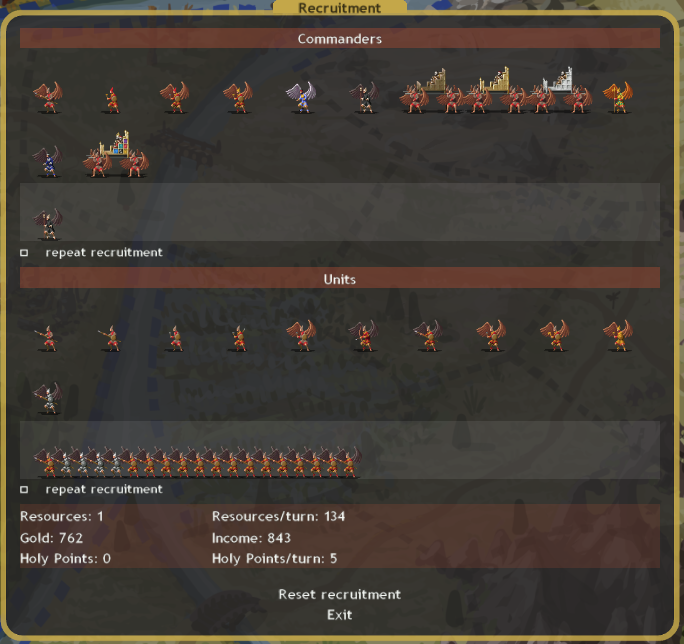 Recruitment
Commanders
repeat recruitment
Units
repeat recruitment
Resources: 1 Resources/turn: 134
Gold: 762 Income: 843
Holy Points: 0 Holy Points/turn: 5
Reset recruitment
Exit